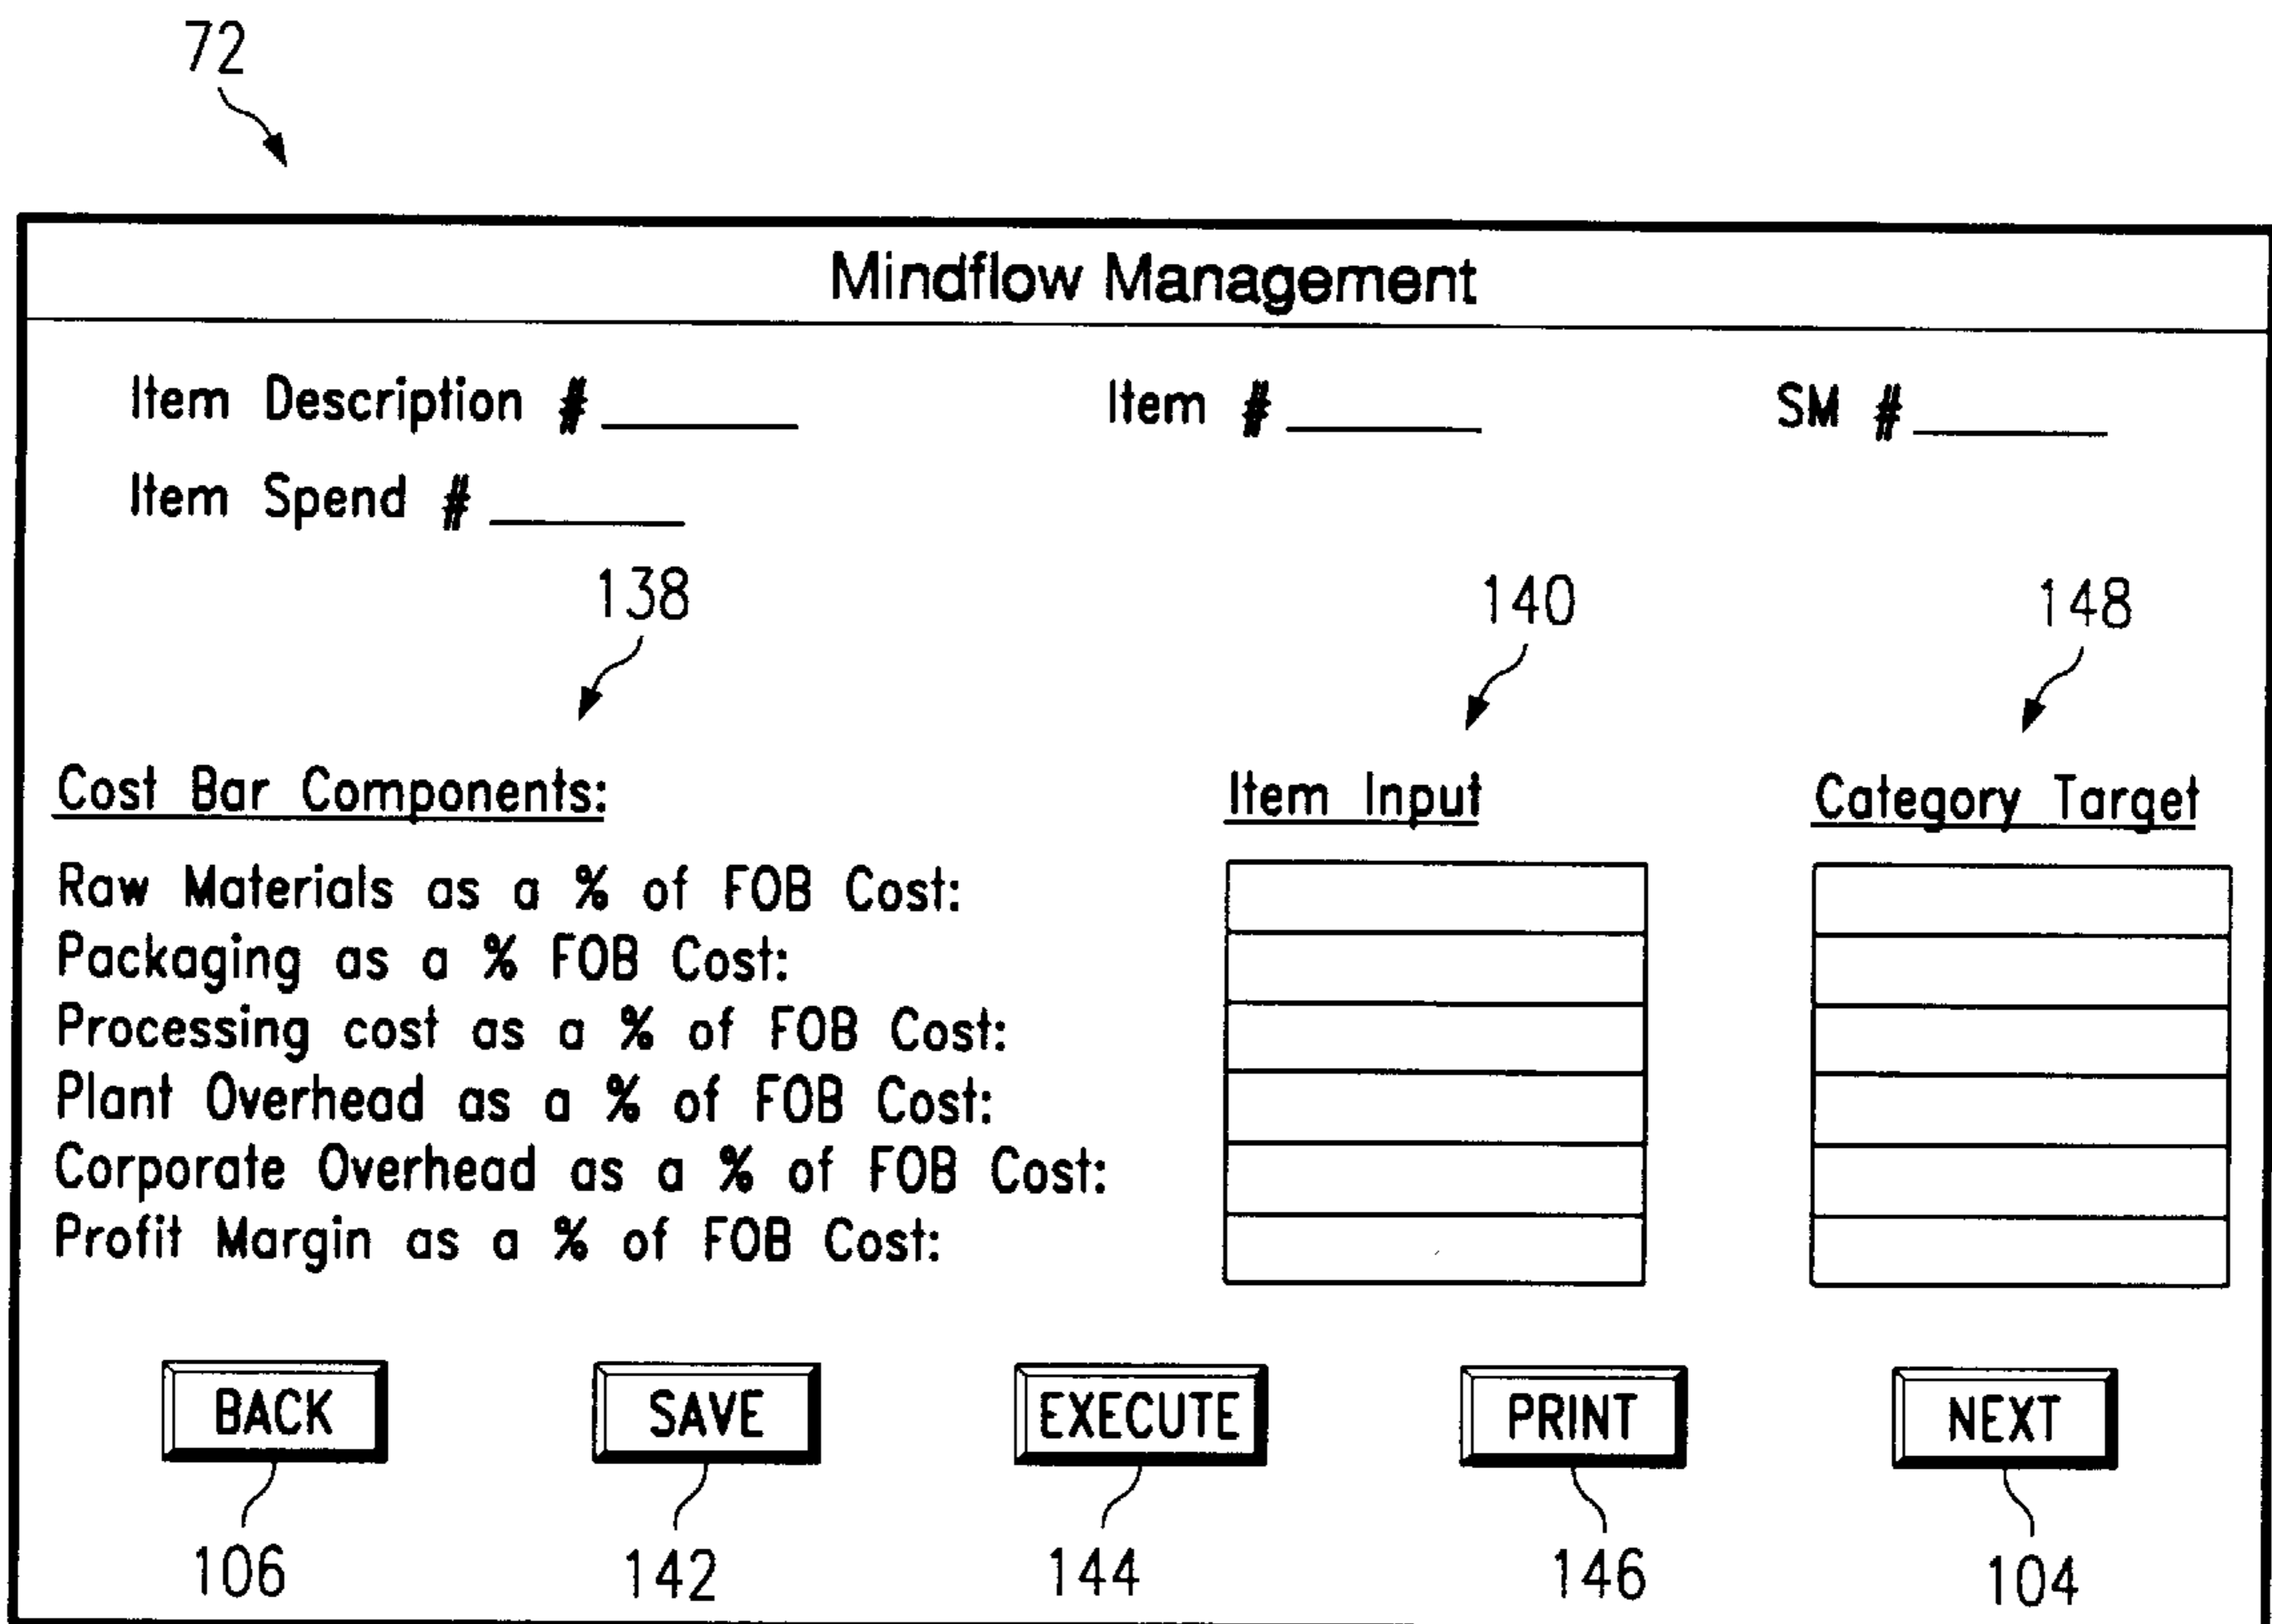 72
Mindflow Management
Item Description #______ Item #______ SM #______
Item Spend #______
138 140 148
Cost Bar Components: Item Input Category Target
Raw Materials as a % of FOB Cost:
Packaging as a % FOB Cost:
Processing cost as a % of FOB Cost:
Plant Overhead as a % of FOB Cost:
Corporate Overhead as a % of FOB Cost:
Profit Margin as a % of FOB Cost:
BACK SAVE EXECUTE PRINT NEXT
106 142 144 146 104